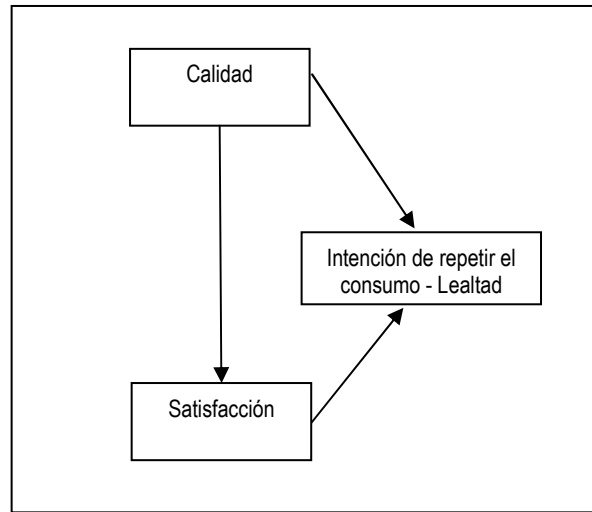 Calidad
Intención de repetir el
consumo - Lealtad
Satisfacción